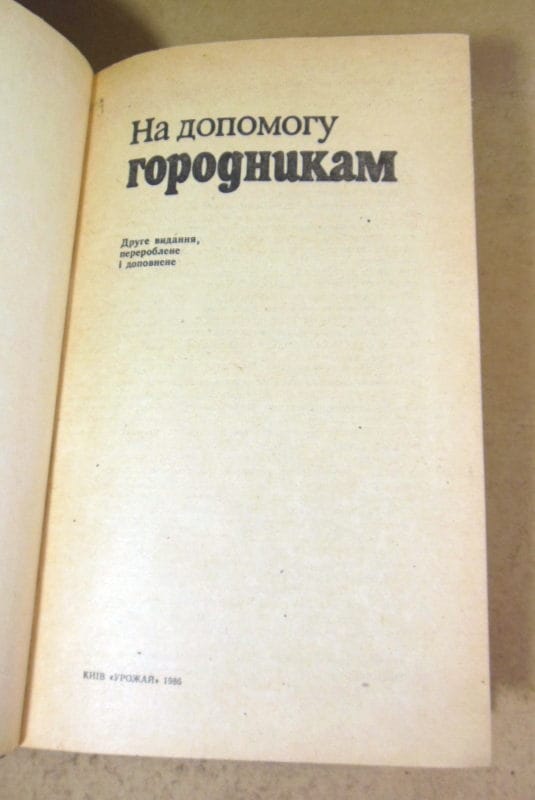 На допомогу
городникам
Друге видання,
перероблене
і доповнене
КИЇВ «УРОЖАЙ» 1986